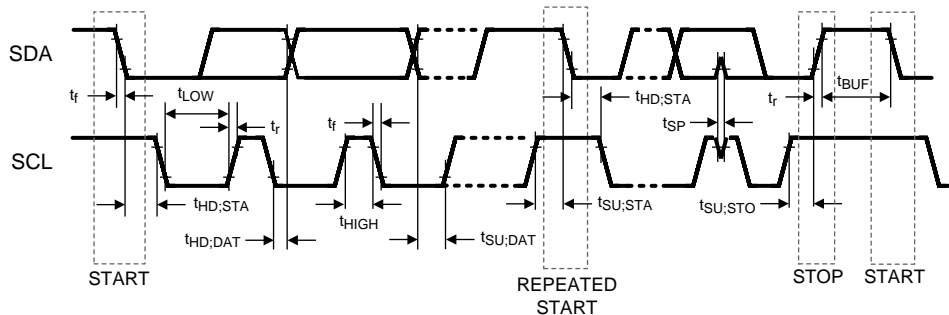 SDA
t_f
t_LOW
t_r
t_f
t_HD;STA
t_SP
t_r
t_BUF
SCL
t_HD;STA
t_HD;DAT
t_HIGH
t_SU;DAT
t_SU;STA
t_SU;STO
START
REPEATED
START
STOP
START